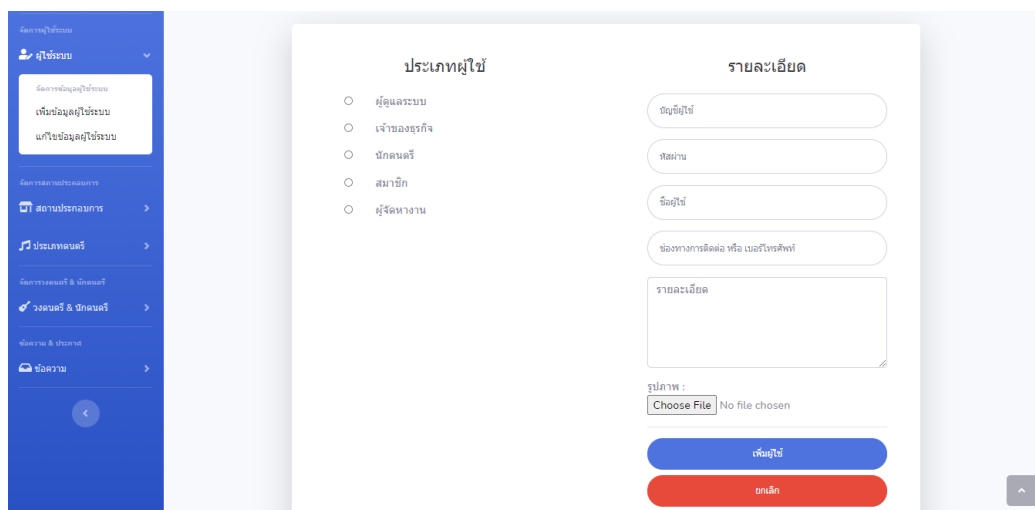 จัดการผู้ใช้ระบบ
ผู้ใช้ระบบ
จัดการข้อมูลผู้ใช้ระบบ
เพิ่มข้อมูลผู้ใช้ระบบ
แก้ไขข้อมูลผู้ใช้ระบบ
จัดการสถานประกอบการ
สถานประกอบการ
ประเภทดนตรี
จัดการวงดนตรี & นักดนตรี
วงดนตรี & นักดนตรี
ข้อความ & ประกาศ
ข้อความ
ประเภทผู้ใช้
ผู้ดูแลระบบ
เจ้าของธุรกิจ
นักดนตรี
สมาชิก
ผู้จัดหางาน
รายละเอียด
บัญชีผู้ใช้
รหัสผ่าน
ชื่อผู้ใช้
ช่องทางการติดต่อ หรือ เบอร์โทรศัพท์
รายละเอียด
รูปภาพ :
Choose File No file chosen
เพิ่มผู้ใช้
ยกเลิก